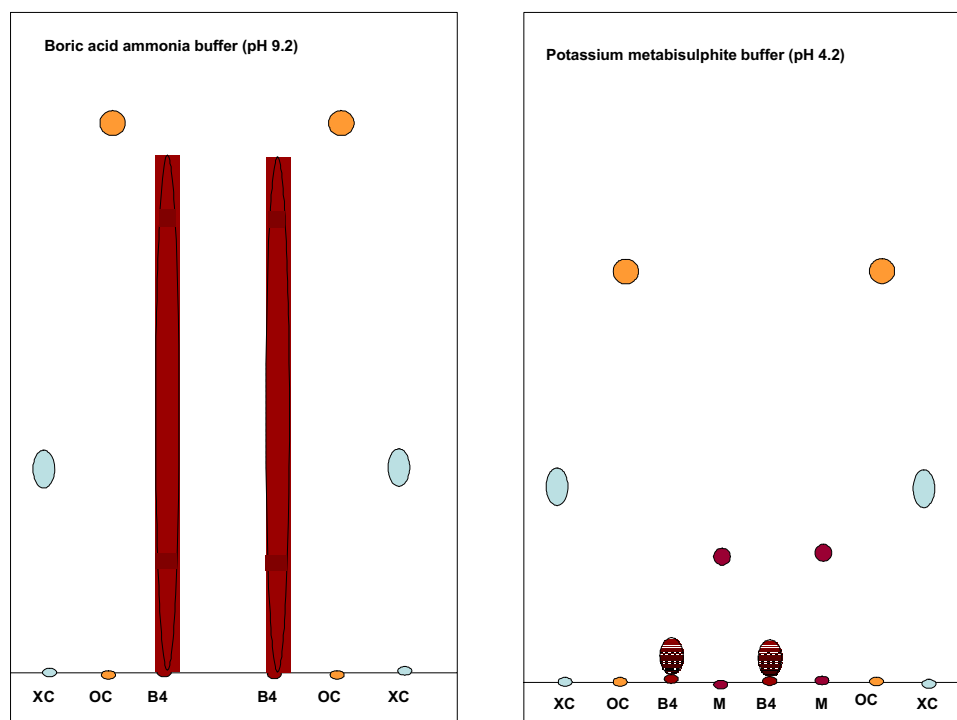 Boric acid ammonia buffer (pH 9.2)
XC OC B4 B4 OC XC
Potassium metabisulphite buffer (pH 4.2)
XC OC B4 M B4 M OC XC